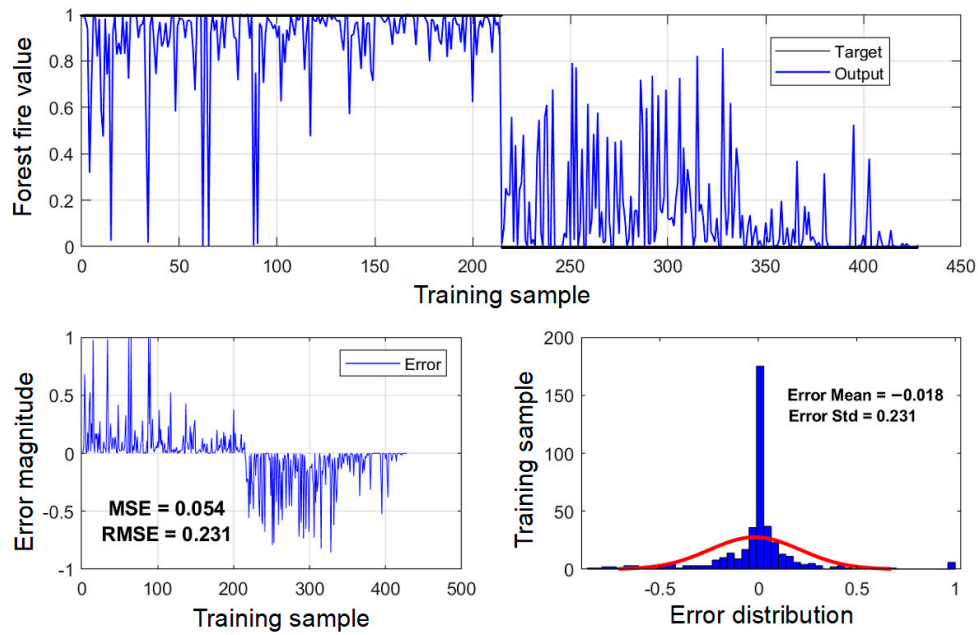 1
0.8
0.6
0.4
0.2
0
Forest fire value
Target
Output
0 50 100 150 200 250 300 350 400 450
Training sample
1
0.5
0
-0.5
-1
Error magnitude
Error
MSE = 0.054
RMSE = 0.231
0 100 200 300 400 500
Training sample
200
150
100
50
0
Training sample
Error Mean = −0.018
Error Std = 0.231
-0.5 0 0.5 1
Error distribution